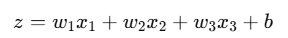 z = w₁x₁ + w₂x₂ + w₃x₃ + b